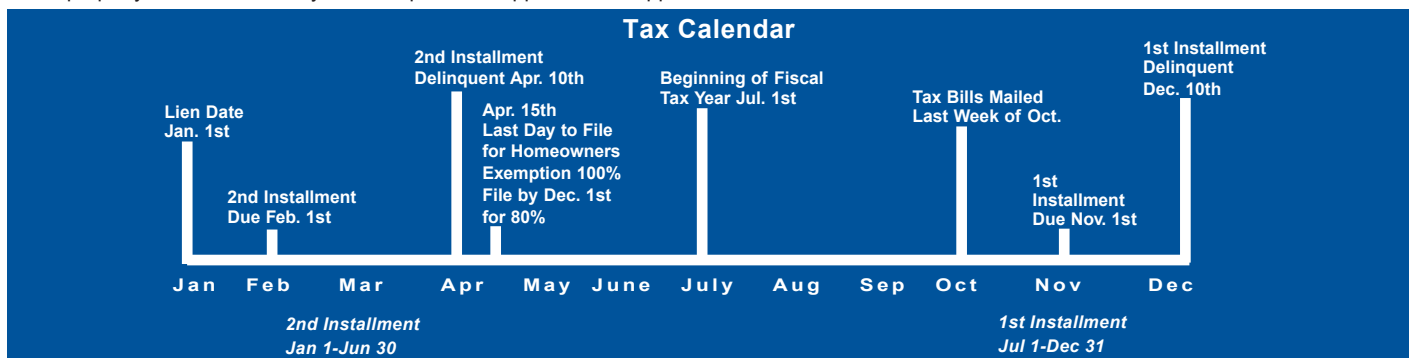 Tax Calendar
Lien Date
Jan. 1st
2nd Installment
Due Feb. 1st
2nd Installment
Delinquent Apr. 10th
Apr. 15th
Last Day to File
for Homeowners
Exemption 100%
File by Dec. 1st
for 80%
Beginning of Fiscal
Tax Year Jul. 1st
Tax Bills Mailed
Last Week of Oct.
1st
Installment
Due Nov. 1st
1st Installment
Delinquent
Dec. 10th
Jan Feb Mar Apr May June July Aug Sep Oct Nov Dec
2nd Installment
Jan 1-Jun 30
1st Installment
Jul 1-Dec 31